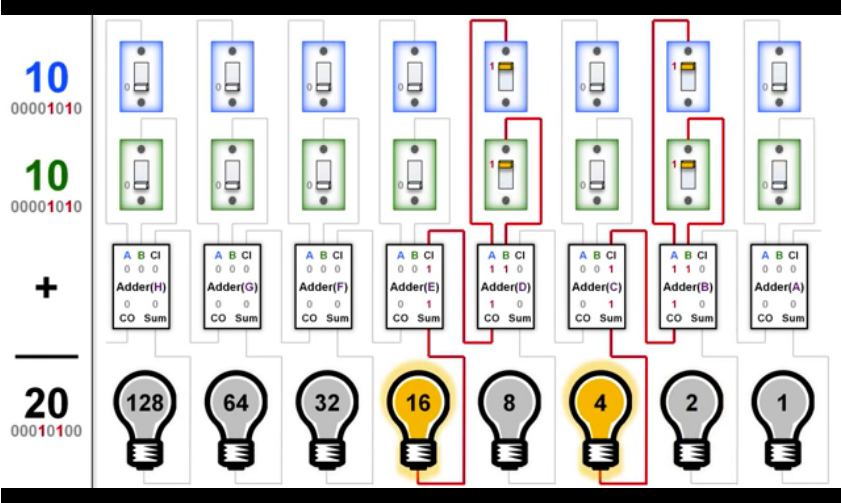 10
00001010
0 0 0 0 1 0 1 0
10
00001010
0 0 0 0 1 0 1 0
+
A B CI A B CI A B CI A B CI A B CI A B CI A B CI A B CI
0 0 0 0 0 0 0 0 0 0 0 1 1 1 0 0 0 1 1 1 0 0 0 0
Adder(H) Adder(G) Adder(F) Adder(E) Adder(D) Adder(C) Adder(B) Adder(A)
0 0 0 0 0 0 0 1 1 0 0 1 1 0 0 0
CO Sum CO Sum CO Sum CO Sum CO Sum CO Sum CO Sum CO Sum
20
00010100
128 64 32 16 8 4 2 1